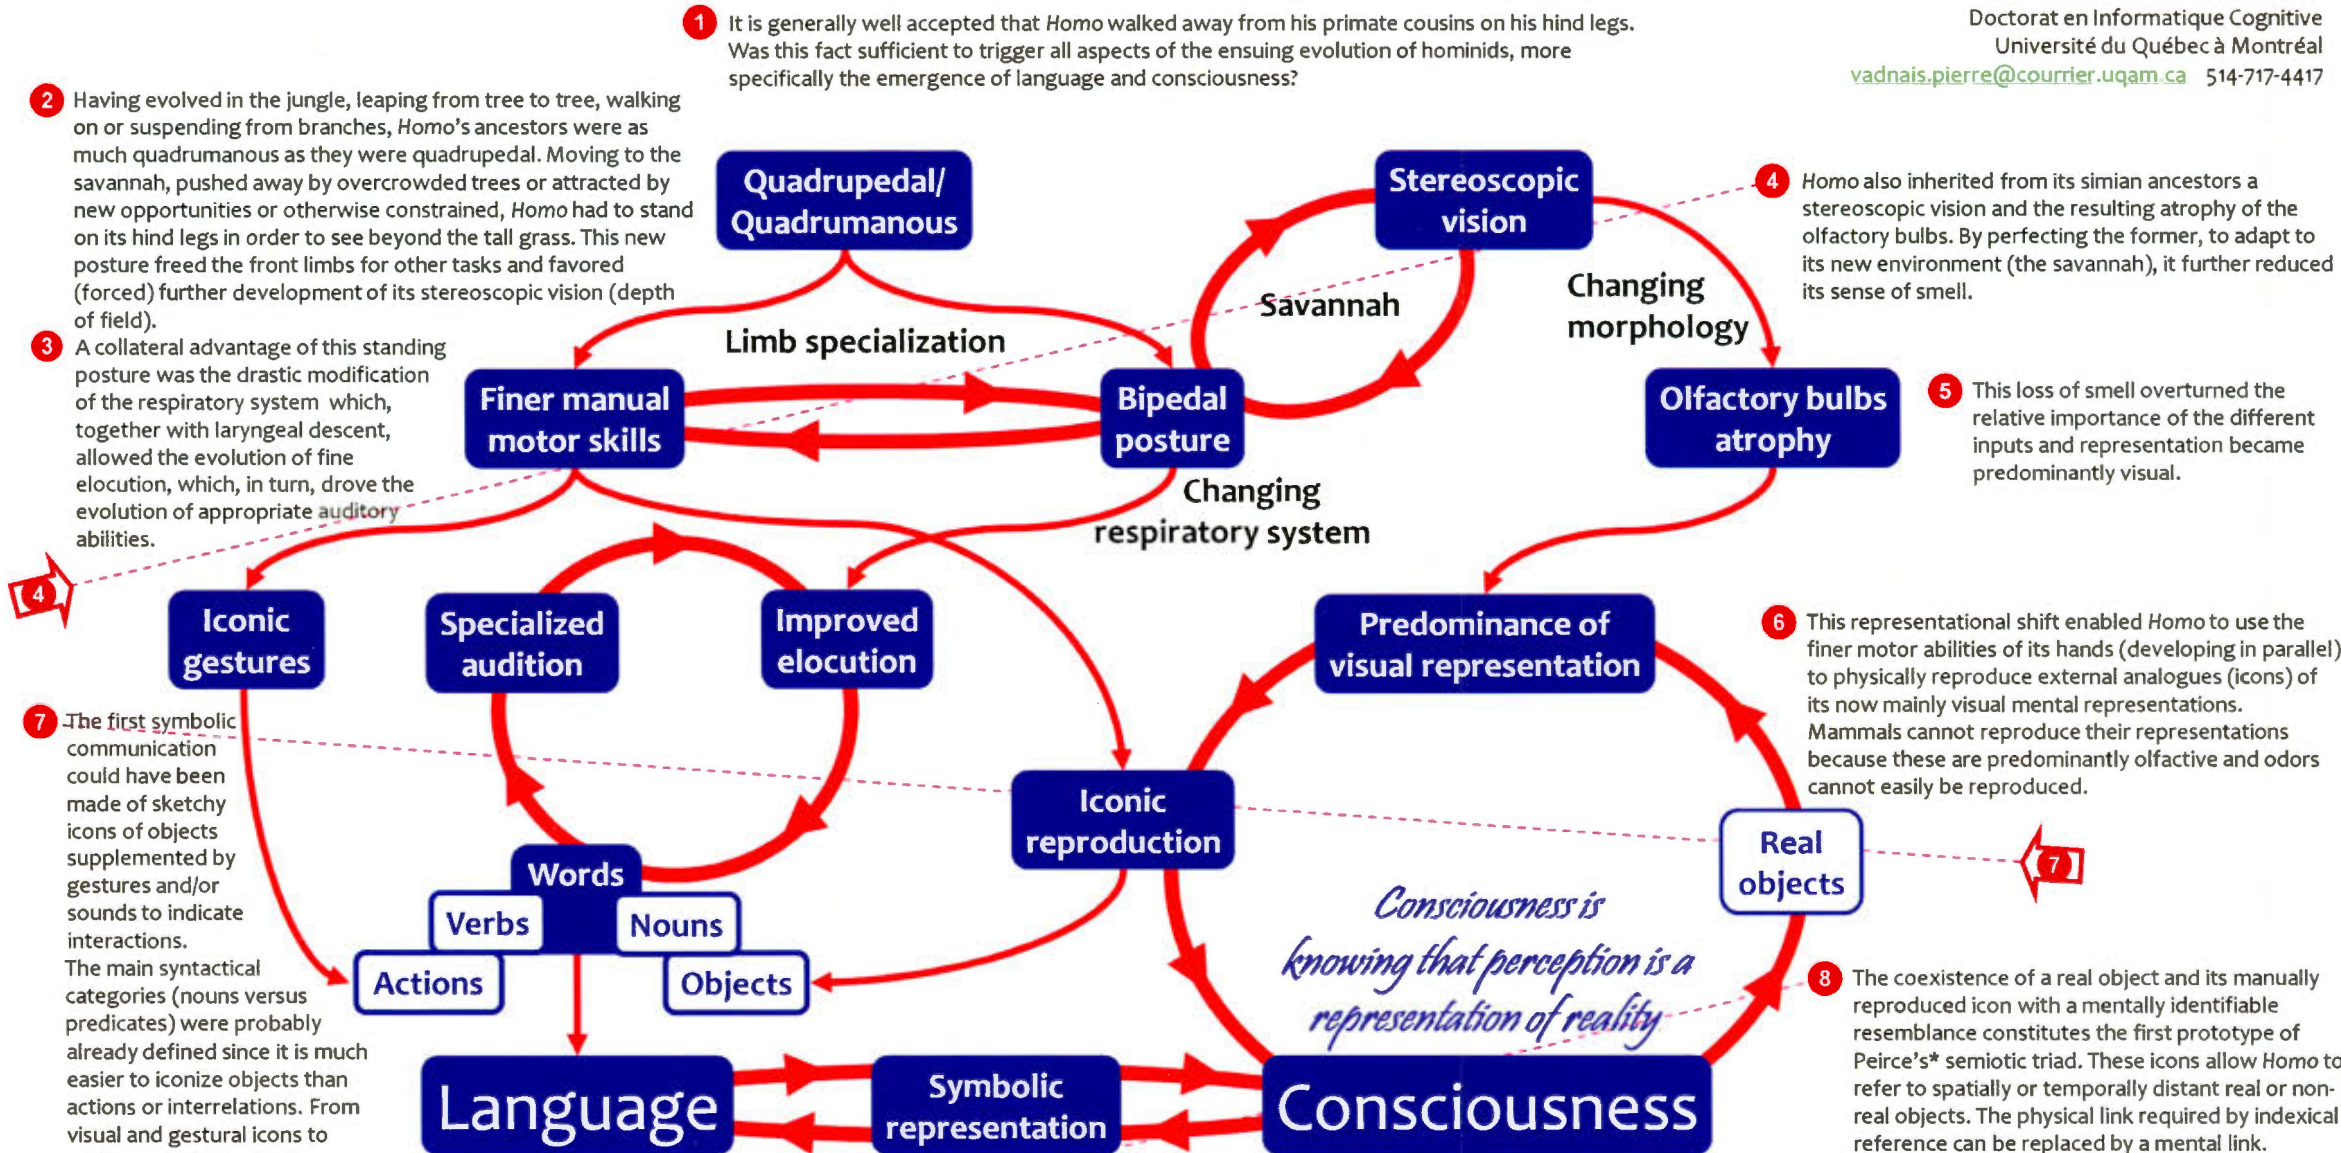 1 It is generally well accepted that Homo walked away from his primate cousins on his hind legs.
Was this fact sufficient to trigger all aspects of the ensuing evolution of hominids, more
specifically the emergence of language and consciousness?
Doctorat en Informatique Cognitive
Université du Québec à Montréal
vadnais.pierre@courrier.uqam.ca 514-717-4417
2 Having evolved in the jungle, leaping from tree to tree, walking
on or suspending from branches, Homo's ancestors were as
much quadrumanous as they were quadrupedal. Moving to the
savannah, pushed away by overcrowded trees or attracted by
new opportunities or otherwise constrained, Homo had to stand
on its hind legs in order to see beyond the tall grass. This new
posture freed the front limbs for other tasks and favored
(forced) further development of its stereoscopic vision (depth
of field).
3 A collateral advantage of this standing
posture was the drastic modification
of the respiratory system which,
together with laryngeal descent,
allowed the evolution of fine
elocution, which, in turn, drove the
evolution of appropriate auditory
abilities.
4
Quadrupedal/
Quadrumanous
Stereoscopic
vision
4 Homo also inherited from its simian ancestors a
stereoscopic vision and the resulting atrophy of the
olfactory bulbs. By perfecting the former, to adapt to
its new environment (the savannah), it further reduced
its sense of smell.
Limb specialization
Savannah
Changing
morphology
Finer manual
motor skills
Bipedal
posture
Olfactory bulbs
atrophy
5 This loss of smell overturned the
relative importance of the different
inputs and representation became
predominantly visual.
Changing
respiratory system
Iconic
gestures
Specialized
audition
Improved
elocution
Predominance of
visual representation
6 This representational shift enabled Homo to use the
finer motor abilities of its hands (developing in parallel)
to physically reproduce external analogues (icons) of
its now mainly visual mental representations.
Mammals cannot reproduce their representations
because these are predominantly olfactive and odors
cannot easily be reproduced.
7 The first symbolic
communication
could have been
made of sketchy
icons of objects
supplemented by
gestures and/or
sounds to indicate
interactions.
The main syntactical
categories (nouns versus
predicates) were probably
already defined since it is much
easier to iconize objects than
actions or interrelations. From
visual and gestural icons to
Iconic
reproduction
Real
objects
7
Words
Verbs
Nouns
Actions
Objects
Consciousness is
knowing that perception is a
representation of reality
8 The coexistence of a real object and its manually
reproduced icon with a mentally identifiable
resemblance constitutes the first prototype of
Peirce's* semiotic triad. These icons allow Homo to
refer to spatially or temporally distant real or non-
real objects. The physical link required by indexical
reference can be replaced by a mental link.
Language
Symbolic
representation
Consciousness